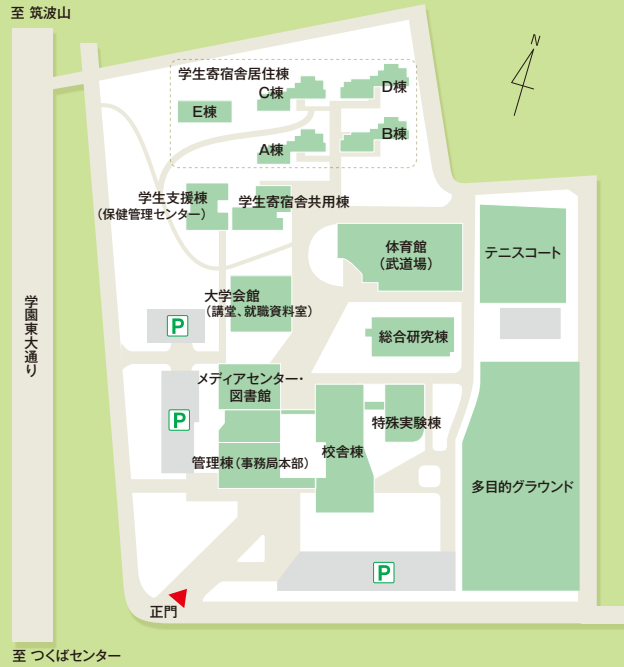 至 筑波山
N
学生寄宿舎居住棟
C棟
D棟
E棟
A棟
B棟
学生支援棟
（保健管理センター）
学生寄宿舎共用棟
体育館
（武道場）
テニスコート
大学会館
（講堂、就職資料室）
P
総合研究棟
学園東大通り
メディアセンター・
図書館
P
特殊実験棟
校舎棟
管理棟（事務局本部）
多目的グラウンド
P
正門
至 つくばセンター